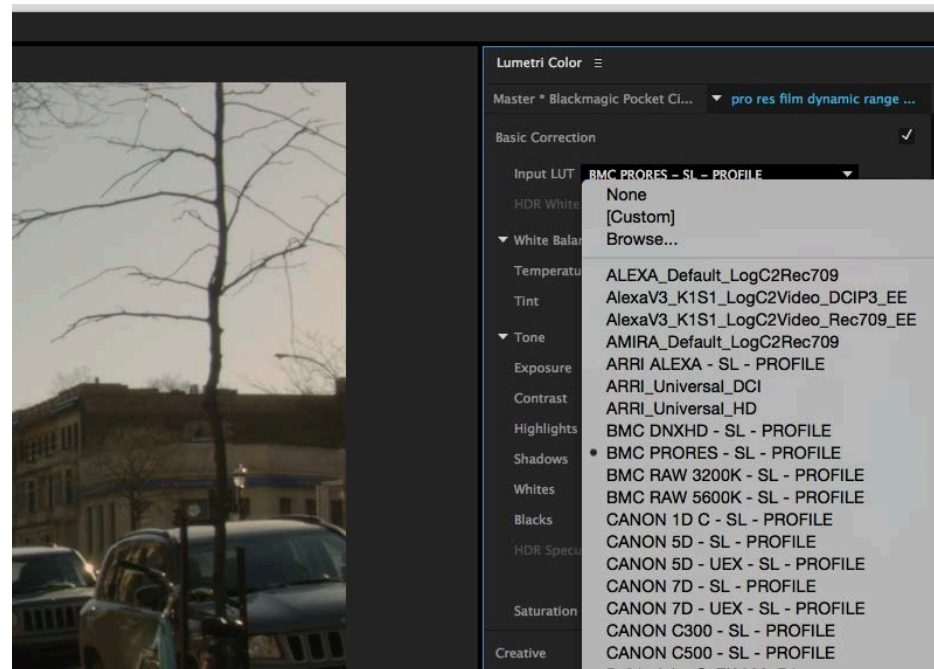 Lumetri Color
Master * Blackmagic Pocket Ci... pro res film dynamic range ...
Basic Correction
Input LUT BMC PRORES - SL - PROFILE
HDR White
None
[Custom]
Browse...
White Balan
Temperatu
Tint
Tone
Exposure
Contrast
Highlights
Shadows
Whites
Blacks
HDR Specu
Saturation
Creative
ALEXA_Default_LogC2Rec709
AlexaV3_K1S1_LogC2Video_DCIP3_EE
AlexaV3_K1S1_LogC2Video_Rec709_EE
AMIRA_Default_LogC2Rec709
ARRI ALEXA - SL - PROFILE
ARRI_Universal_DCI
ARRI_Universal_HD
BMC DNXHD - SL - PROFILE
BMC PRORES - SL - PROFILE
BMC RAW 3200K - SL - PROFILE
BMC RAW 5600K - SL - PROFILE
CANON 1D C - SL - PROFILE
CANON 5D - SL - PROFILE
CANON 5D - UEX - SL - PROFILE
CANON 7D - SL - PROFILE
CANON 7D - UEX - SL - PROFILE
CANON C300 - SL - PROFILE
CANON C500 - SL - PROFILE